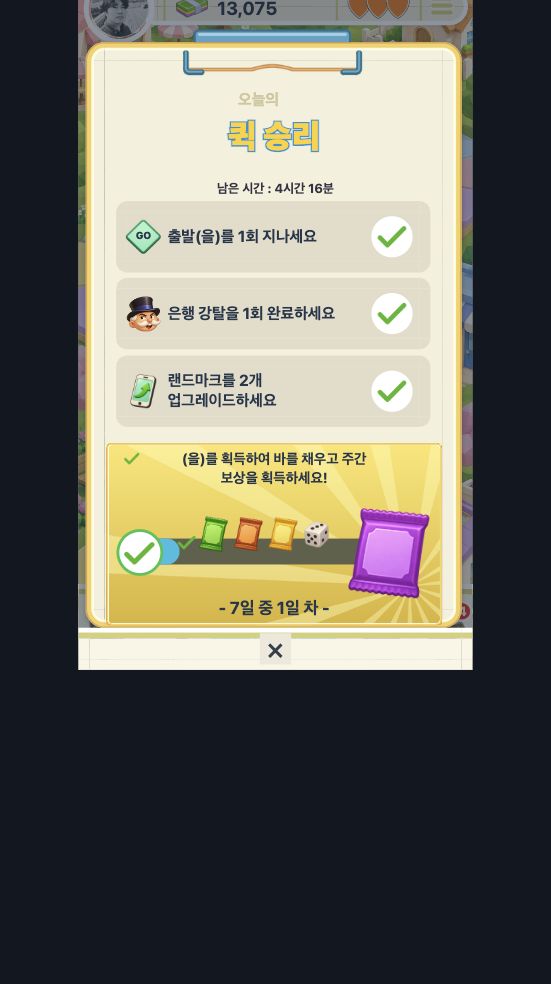 13,075
오늘의
퀵 승리
남은 시간 : 4시간 16분
GO
출발(을)를 1회 지나세요
은행 강탈을 1회 완료하세요
랜드마크를 2개
업그레이드하세요
(을)를 획득하여 바를 채우고 주간
보상을 획득하세요!
- 7일 중 1일 차 -